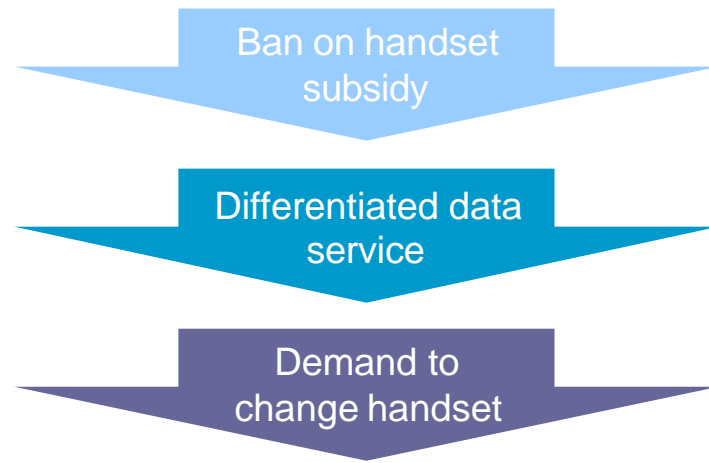 Ban on handset
subsidy
Differentiated data
service
Demand to
change handset